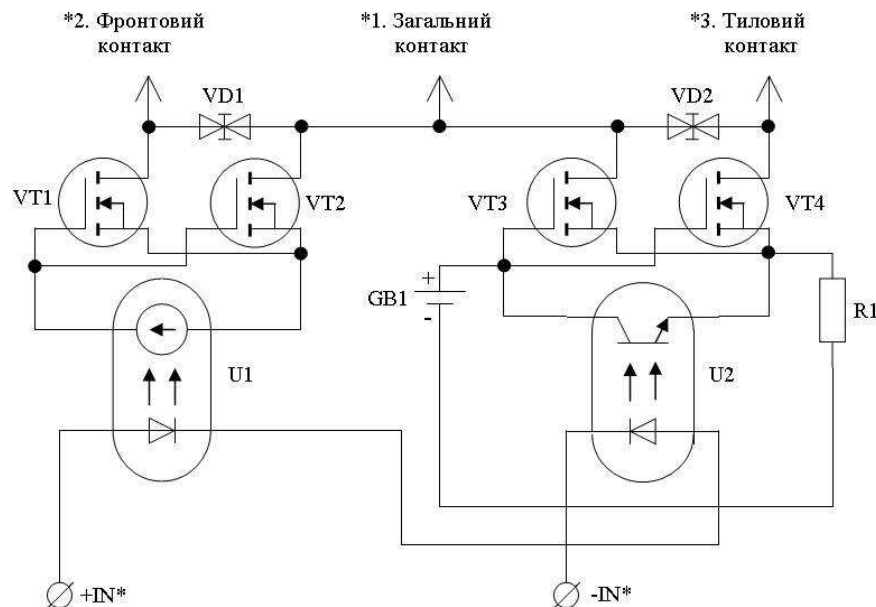 *2. Фронтовий
контакт
*1. Загальний
контакт
*3. Тиловий
контакт
VD1
VD2
VT1
VT2
VT3
VT4
+
GB1
-
R1
U1
U2
+IN*
-IN*